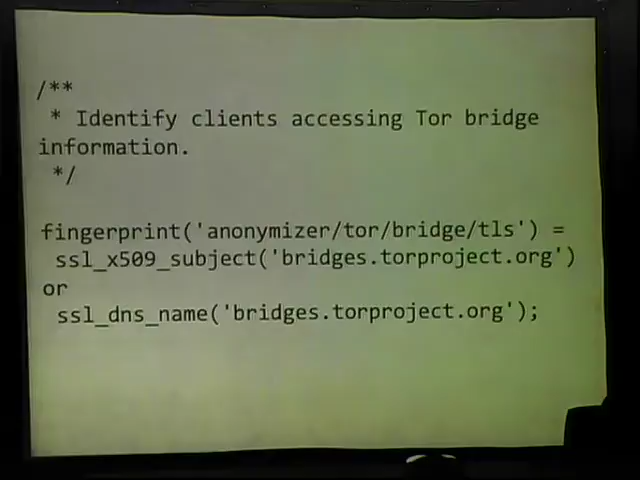 /**
* Identify clients accessing Tor bridge
information.
*/
fingerprint('anonymizer/tor/bridge/tls') =
ssl_x509_subject('bridges.torproject.org')
or
ssl_dns_name('bridges.torproject.org');